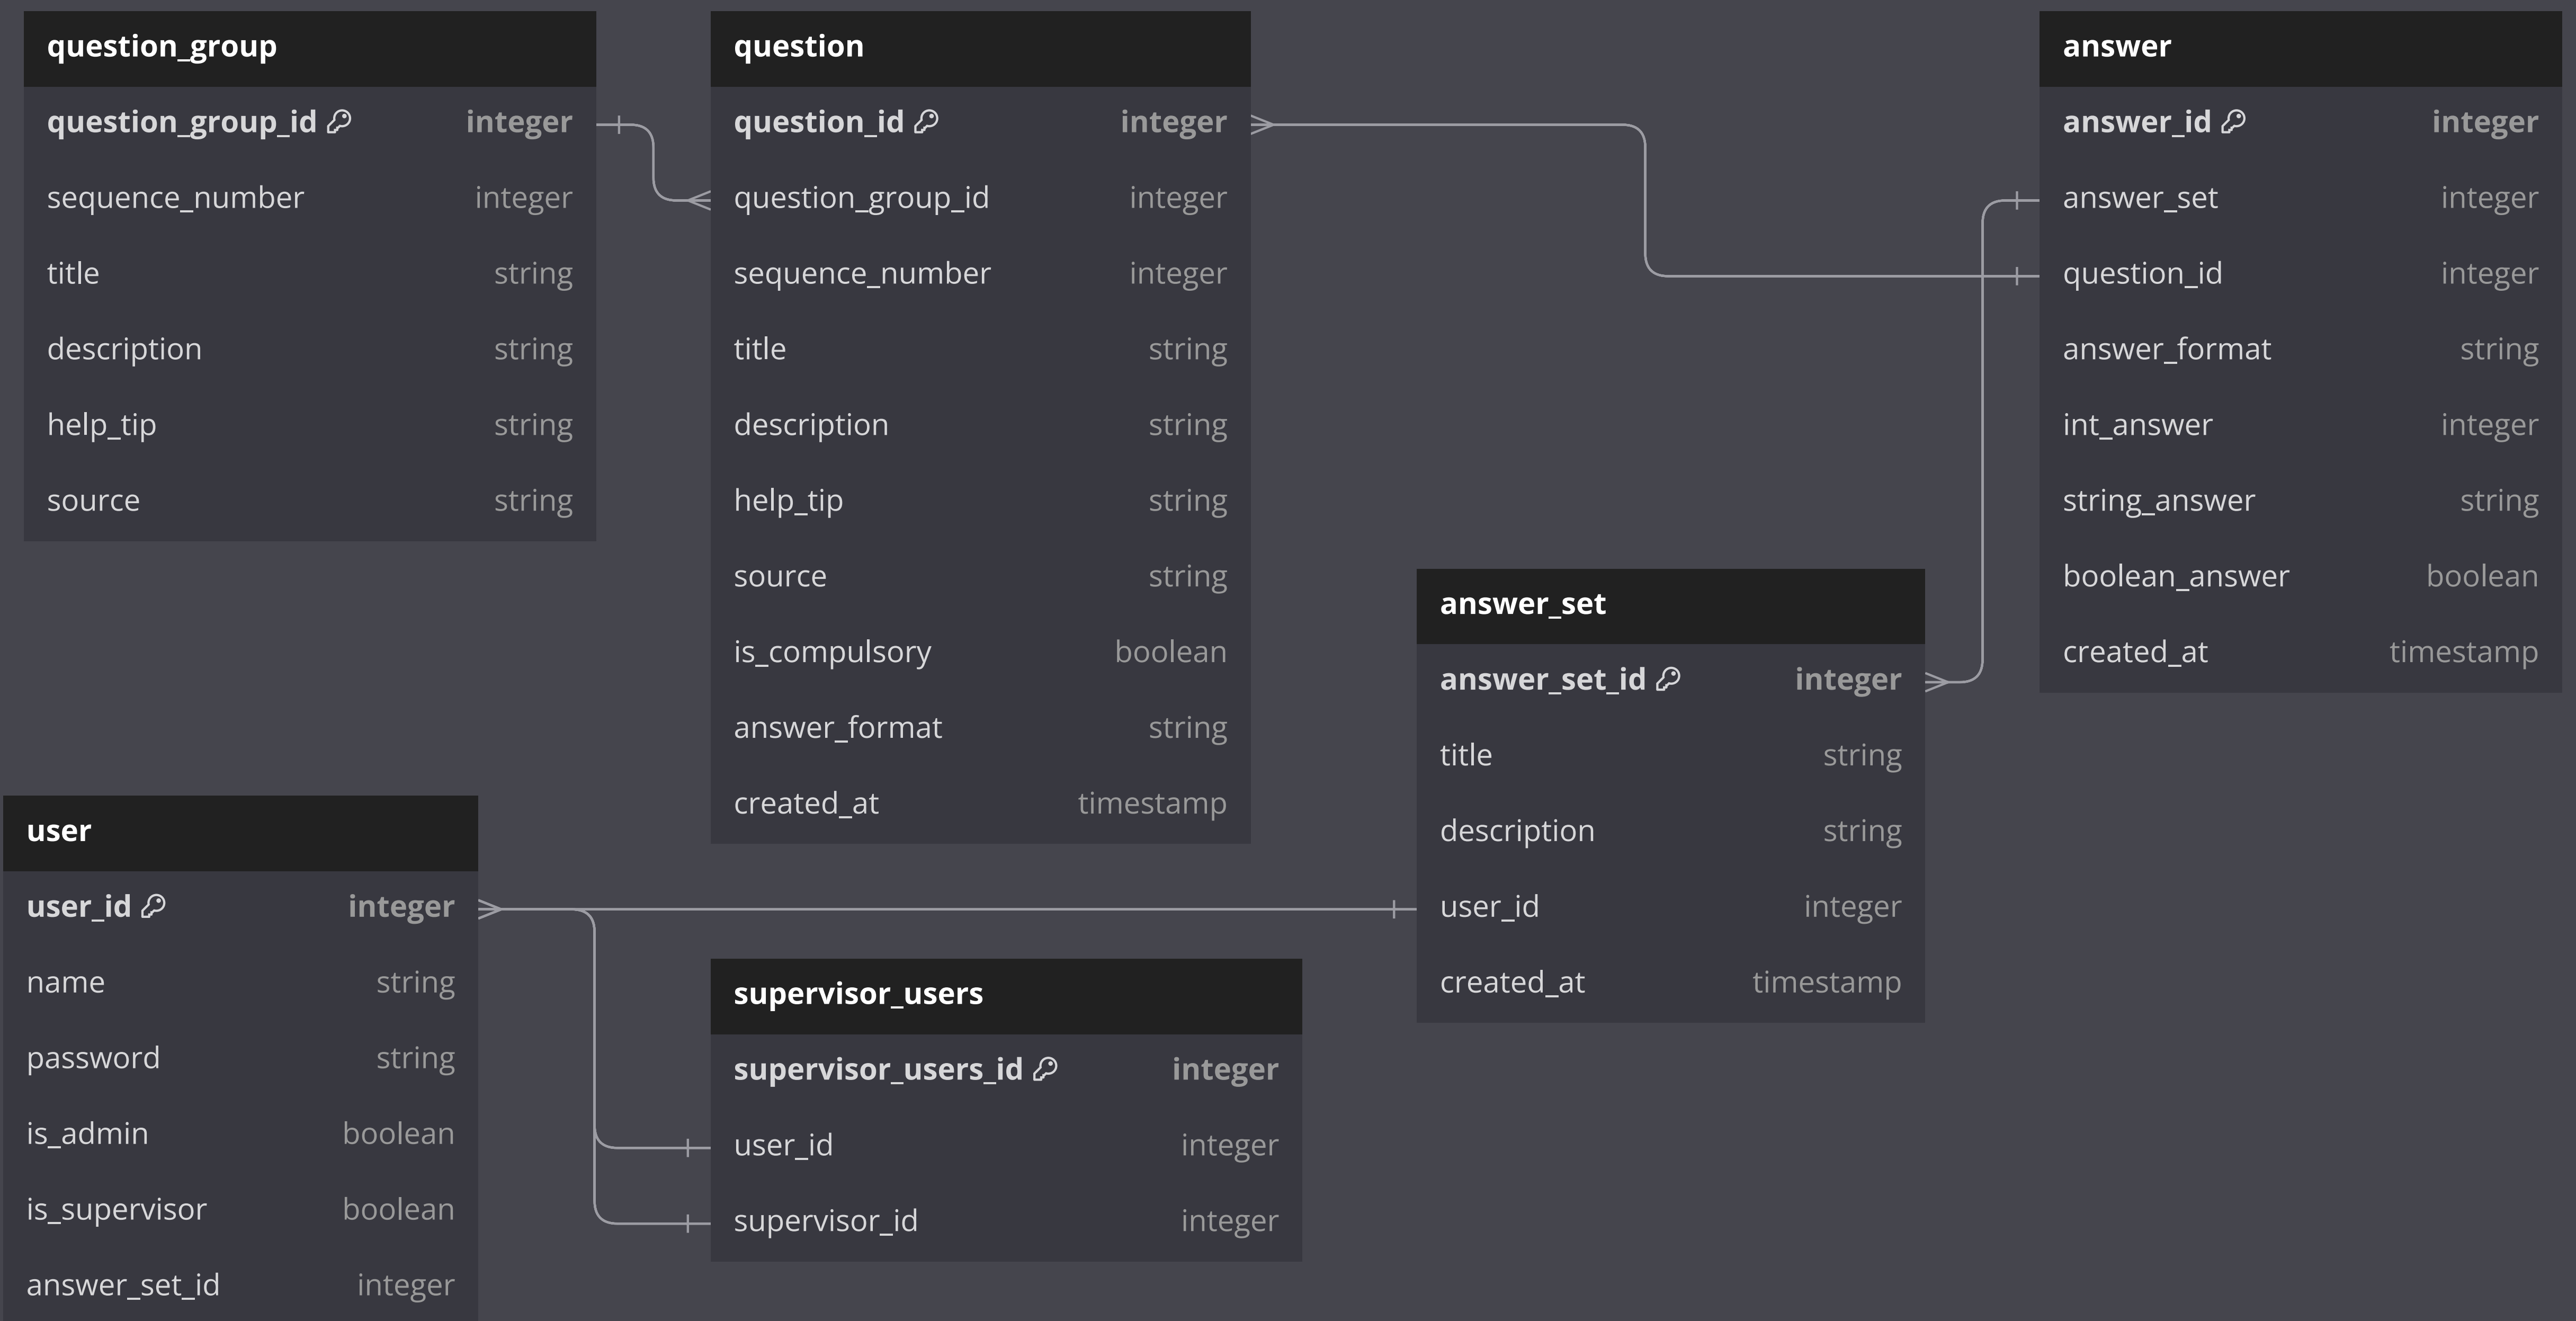 question_group
question_group_id integer
sequence_number integer
title string
description string
help_tip string
source string
question
question_id integer
question_group_id integer
sequence_number integer
title string
description string
help_tip string
source string
is_compulsory boolean
answer_format string
created_at timestamp
answer
answer_id integer
answer_set integer
question_id integer
answer_format string
int_answer integer
string_answer string
boolean_answer boolean
created_at timestamp
answer_set
answer_set_id integer
title string
description string
user_id integer
created_at timestamp
user
user_id integer
name string
password string
is_admin boolean
is_supervisor boolean
answer_set_id integer
supervisor_users
supervisor_users_id integer
user_id integer
supervisor_id integer